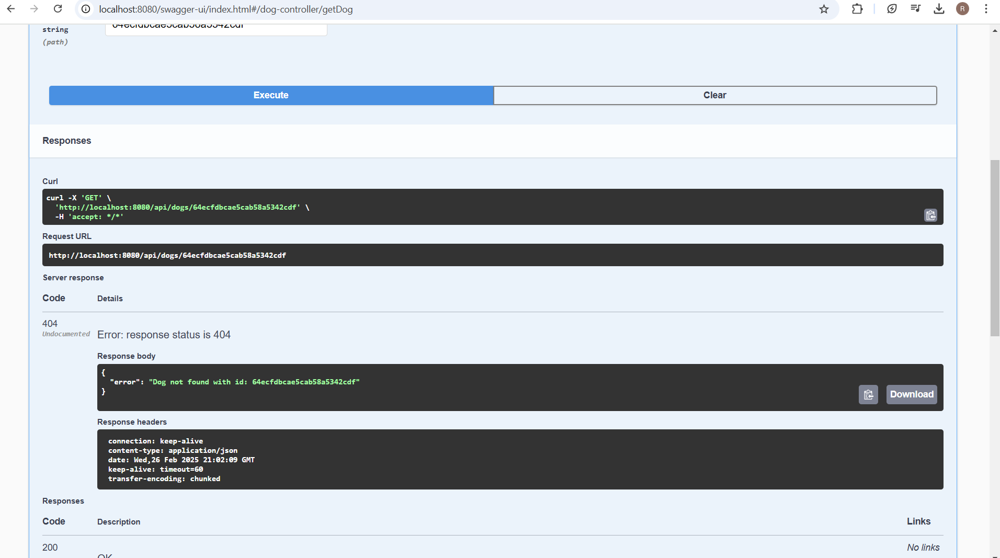 localhost:8080/swagger-ui/index.html#/dog-controller/getDog
R
string
64ecfdbcae5cab58a5342cdf
(path)
Execute
Clear
Responses
Curl
curl -X 'GET' \
'http://localhost:8080/api/dogs/64ecfdbcae5cab58a5342cdf' \
-H 'accept: */*'
Request URL
http://localhost:8080/api/dogs/64ecfdbcae5cab58a5342cdf
Server response
Code Details
404
Undocumented
Error: response status is 404
Response body
{
"error": "Dog not found with id: 64ecfdbcae5cab58a5342cdf"
}
Download
Response headers
connection: keep-alive
content-type: application/json
date: Wed,26 Feb 2025 21:02:09 GMT
keep-alive: timeout=60
transfer-encoding: chunked
Responses
Code Description Links
200 No links
OK